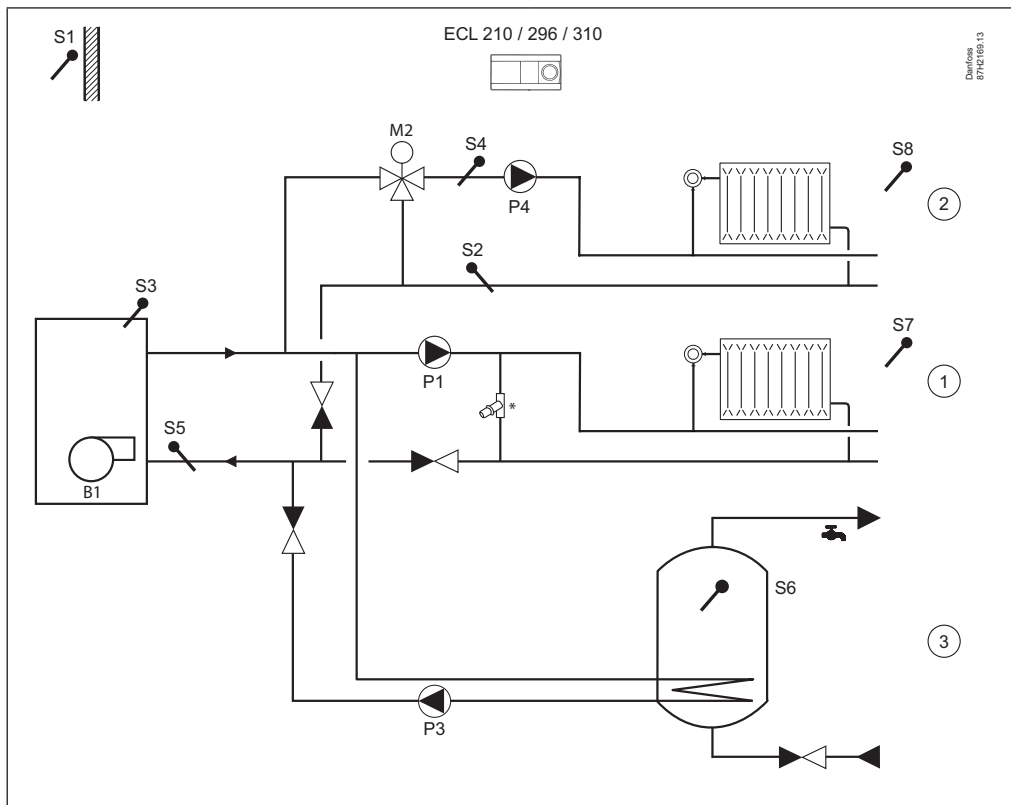 S1
ECL 210 / 296 / 310
Danfoss
87H2169.13
M2
S4
P4
S8
2
S2
S3
P1
S7
1
*
S5
B1
S6
3
P3